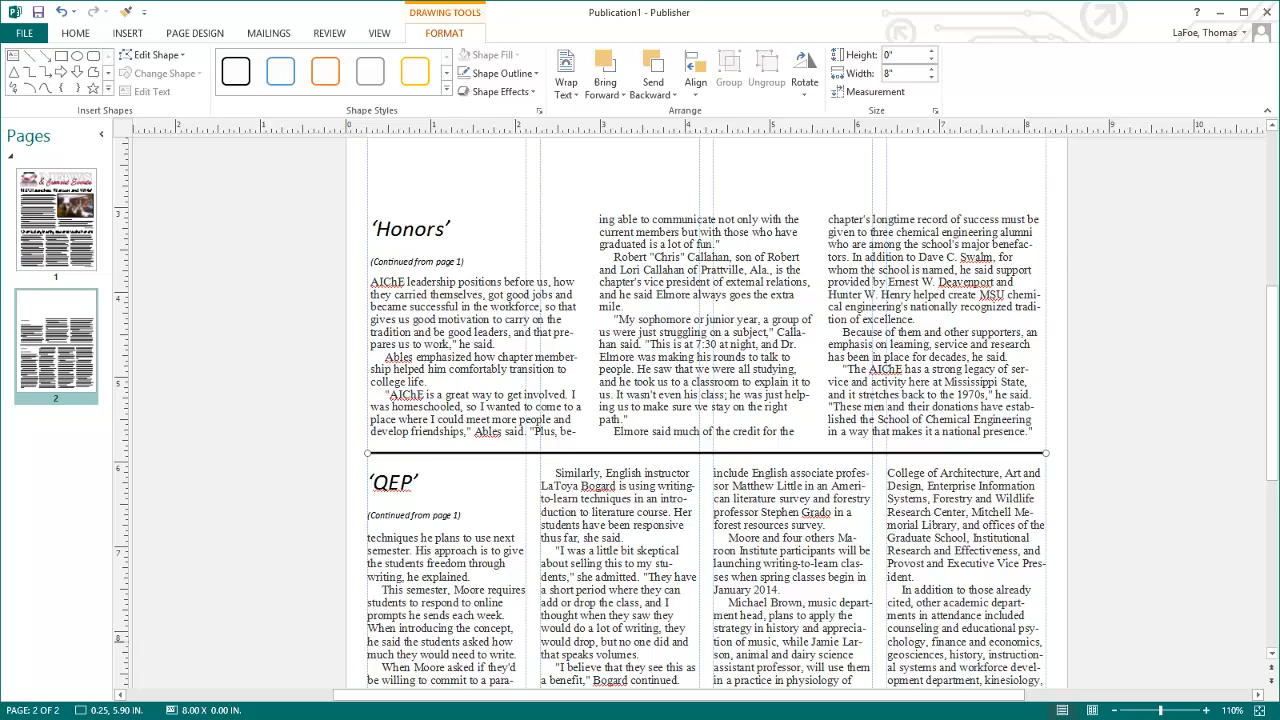 DRAWING TOOLS
Publication1 - Publisher
FILE
HOME
INSERT
PAGE DESIGN
MAILINGS
REVIEW
VIEW
FORMAT
LaFoe, Thomas
Edit Shape
Change Shape
Edit Text
Insert Shapes
Shape Fill
Shape Outline
Shape Effects
Shape Styles
Wrap Text
Bring Forward
Send Backward
Align
Group
Ungroup
Rotate
Arrange
Height: 0"
Width: 8"
Measurement
Size
Pages
1
2
2 1 0 1 2 3 4 5 6 7 8 9 10
3
4
5
6
7
8
‘Honors’
(Continued from page 1)
AIChE leadership positions before us, how
they carried themselves, got good jobs and
became successful in the workforce, so that
gives us good motivation to carry on the
tradition and be good leaders, and that pre-
pares us to work," he said.
Ables emphasized how chapter member-
ship helped him comfortably transition to
college life.
"AIChE is a great way to get involved. I
was homeschooled, so I wanted to come to a
place where I could meet more people and
develop friendships," Ables said. "Plus, be-
ing able to communicate not only with the
current members but with those who have
graduated is a lot of fun."
Robert "Chris" Callahan, son of Robert
and Lori Callahan of Prattville, Ala., is the
chapter's vice president of external relations,
and he said Elmore always goes the extra
mile.
"My sophomore or junior year, a group of
us were just struggling on a subject," Calla-
han said. "This is at 7:30 at night, and Dr.
Elmore was making his rounds to talk to
people. He saw that we were all studying,
and he took us to a classroom to explain it to
us. It wasn't even his class; he was just help-
ing us to make sure we stay on the right
path."
Elmore said much of the credit for the
chapter's longtime record of success must be
given to three chemical engineering alumni
who are among the school's major benefac-
tors. In addition to Dave C. Swalm, for
whom the school is named, he said support
provided by Ernest W. Deavenport and
Hunter W. Henry helped create MSU chemi-
cal engineering's nationally recognized tradi-
tion of excellence.
Because of them and other supporters, an
emphasis on learning, service and research
has been in place for decades, he said.
"The AIChE has a strong legacy of ser-
vice and activity here at Mississippi State,
and it stretches back to the 1970s," he said.
"These men and their donations have estab-
lished the School of Chemical Engineering
in a way that makes it a national presence."
‘QEP’
(Continued from page 1)
techniques he plans to use next
semester. His approach is to give
the students freedom through
writing, he explained.
This semester, Moore requires
students to respond to online
prompts he sends each week.
When introducing the concept,
he said the students asked how
much they would need to write.
When Moore asked if they'd
be willing to commit to a para-
Similarly, English instructor
LaToya Bogard is using writing-
to-learn techniques in an intro-
duction to literature course. Her
students have been responsive
thus far, she said.
"I was a little bit skeptical
about selling this to my stu-
dents," she admitted. "They have
a short period where they can
add or drop the class, and I
thought when they saw they
would do a lot of writing, they
would drop, but no one did and
that speaks volumes.
"I believe that they see this as
a benefit," Bogard continued.
include English associate profes-
sor Matthew Little in an Ameri-
can literature survey and forestry
professor Stephen Grado in a
forest resources survey.
Moore and four others Ma-
roon Institute participants will be
launching writing-to-learn clas-
ses when spring classes begin in
January 2014.
Michael Brown, music depart-
ment head, plans to apply the
strategy in history and apprecia-
tion of music, while Jamie Lar-
son, animal and dairy science
assistant professor, will use them
in a practice in physiology of
College of Architecture, Art and
Design, Enterprise Information
Systems, Forestry and Wildlife
Research Center, Mitchell Me-
morial Library, and offices of the
Graduate School, Institutional
Research and Effectiveness, and
Provost and Executive Vice Pres-
ident.
In addition to those already
cited, other academic depart-
ments in attendance included
counseling and educational psy-
chology, finance and economics,
geosciences, history, instruction-
al systems and workforce devel-
opment department, kinesiology,
PAGE: 2 OF 2
0.25, 5.90 IN.
8.00 X 0.00 IN.
110%